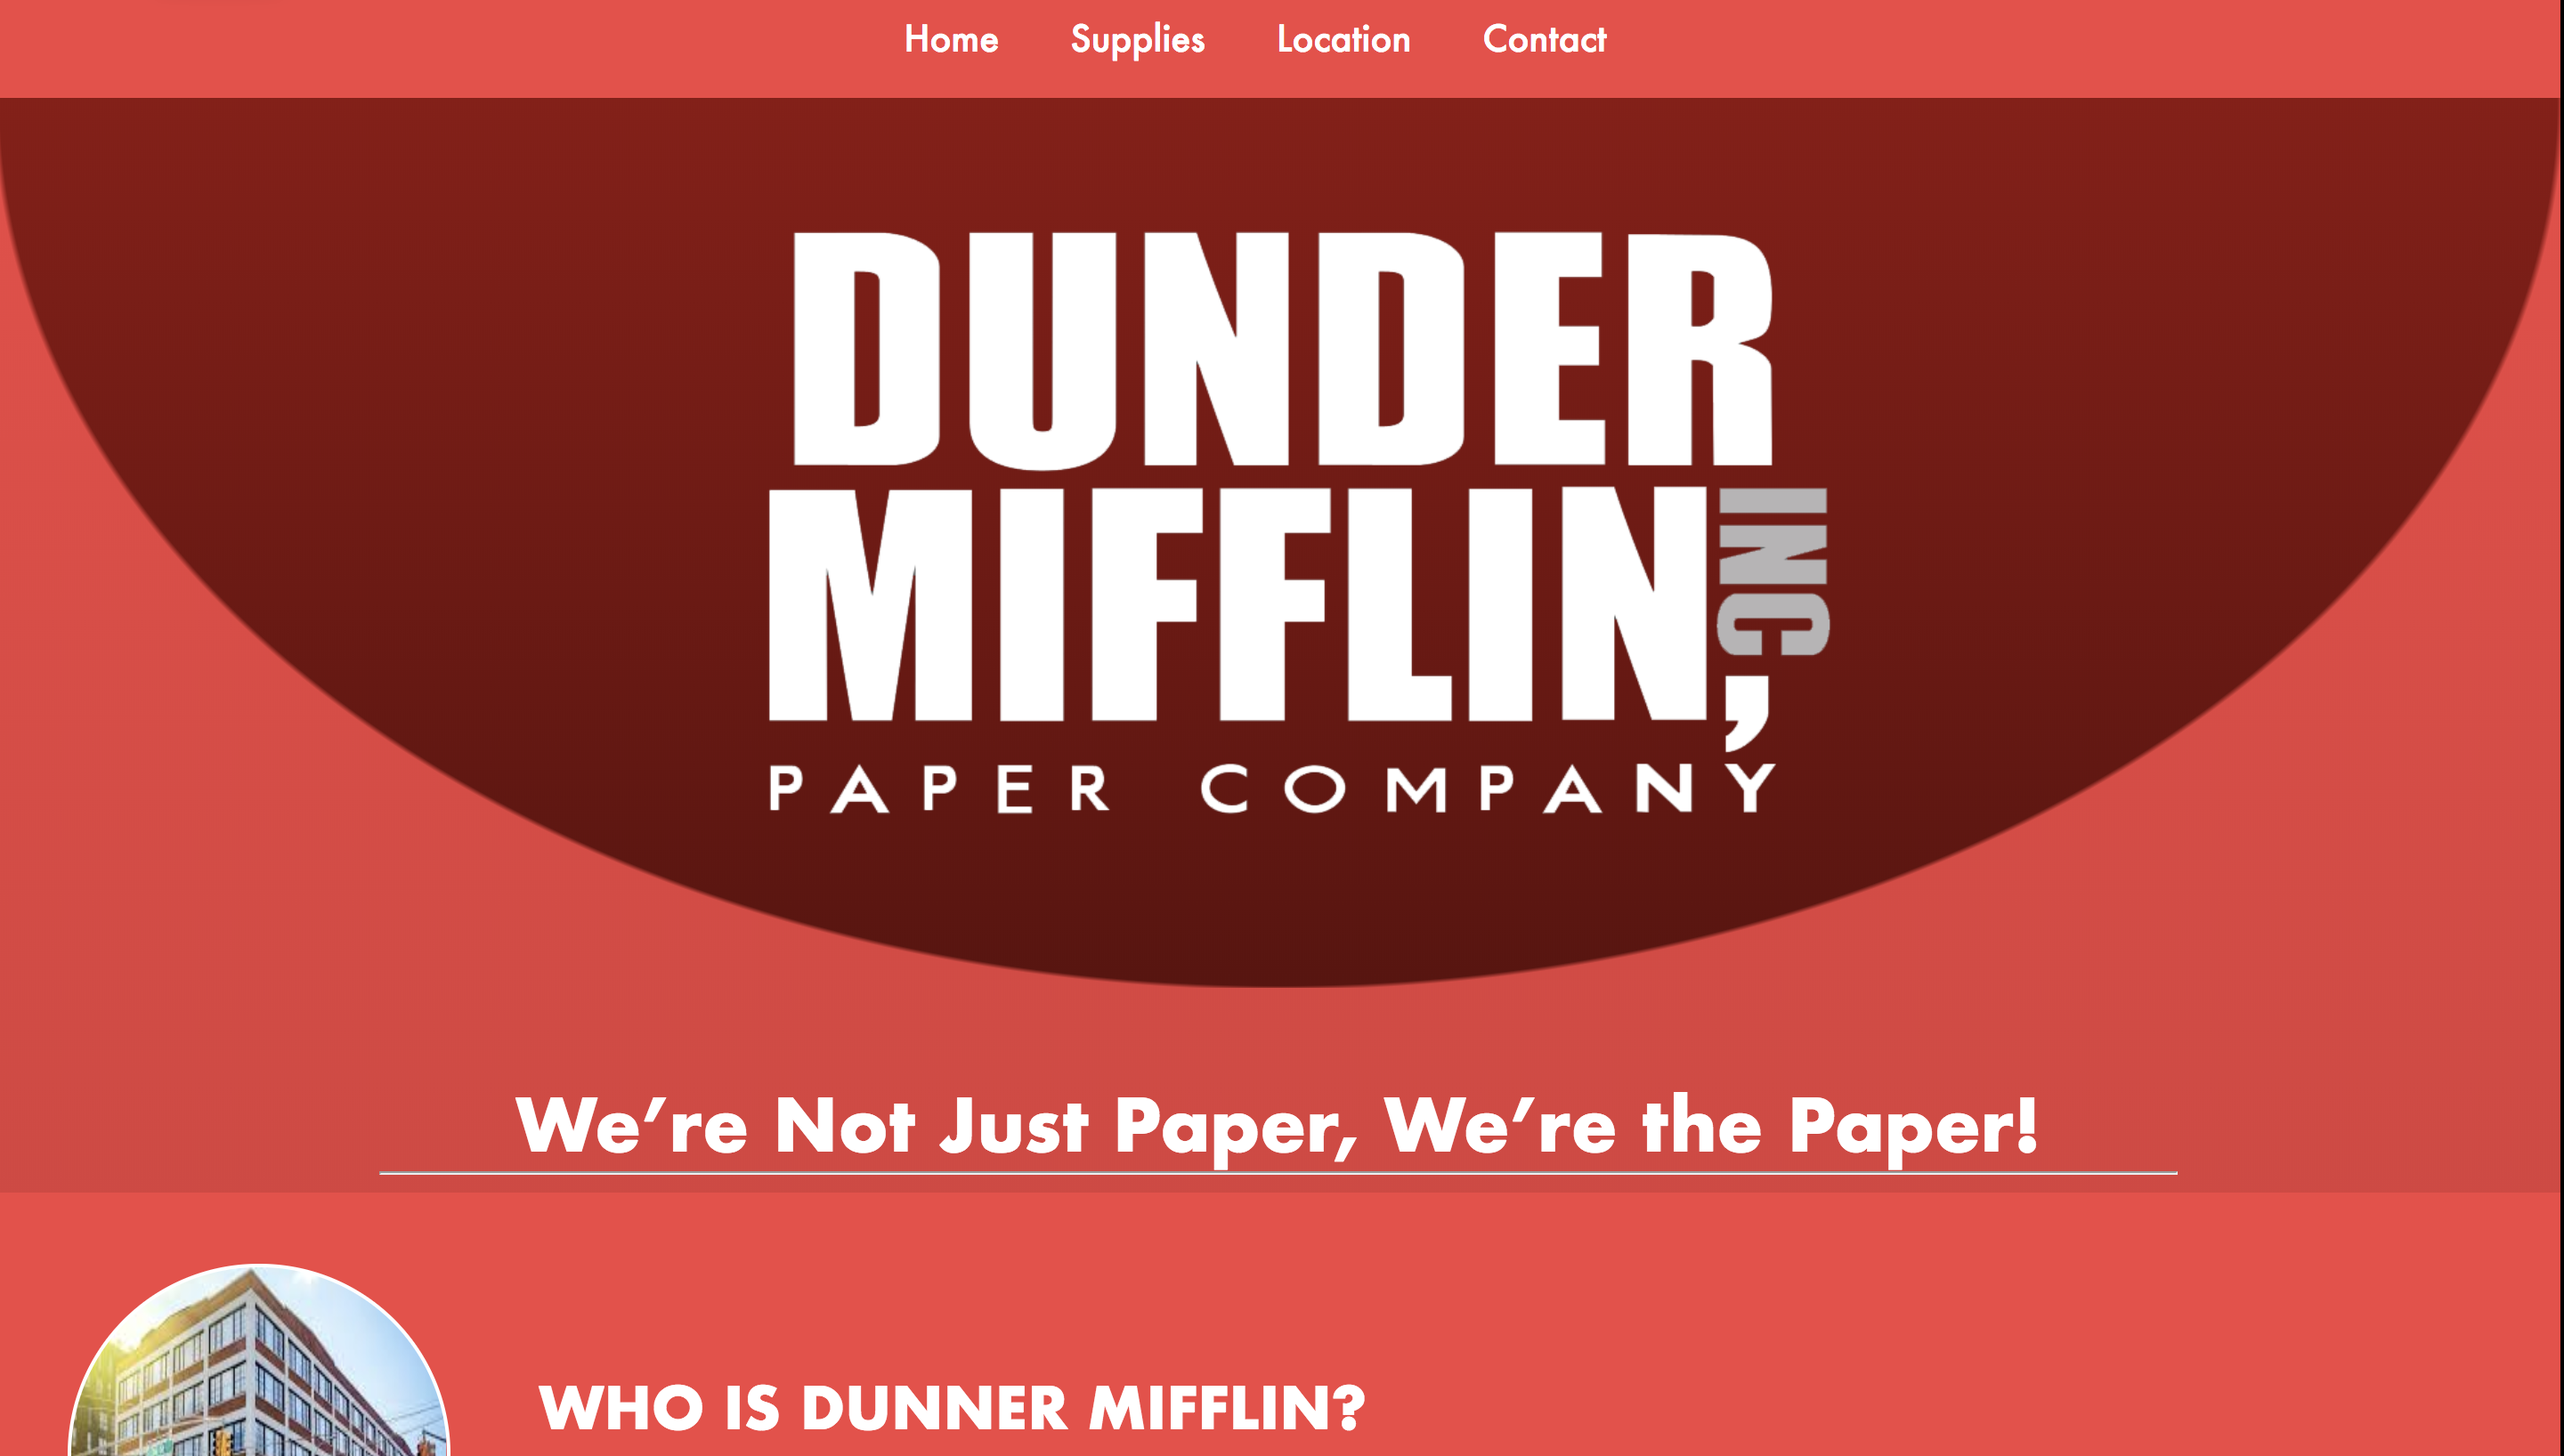 Home Supplies Location Contact
DUNDER
MIFFLIN, INC
PAPER COMPANY
We're Not Just Paper, We're the Paper!
WHO IS DUNNER MIFFLIN?